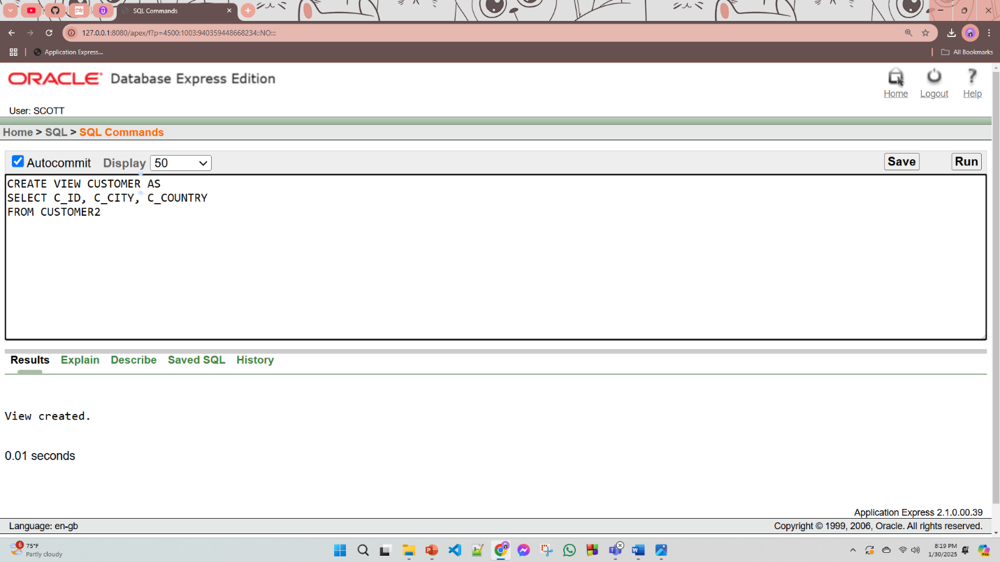 SQL Commands
127.0.0.1:8080/apex/f?p=4500:1003:940359448668234::NO:::
Application Express...
All Bookmarks
ORACLE Database Express Edition
Home Logout Help
User: SCOTT
Home > SQL > SQL Commands
Autocommit Display 50 Save Run
CREATE VIEW CUSTOMER AS
SELECT C_ID, C_CITY, C_COUNTRY
FROM CUSTOMER2
Results Explain Describe Saved SQL History
View created.
0.01 seconds
Application Express 2.1.0.00.39
Language: en-gb Copyright © 1999, 2006, Oracle. All rights reserved.
6 75°F
Partly cloudy
8:19 PM
1/30/2025
PRE